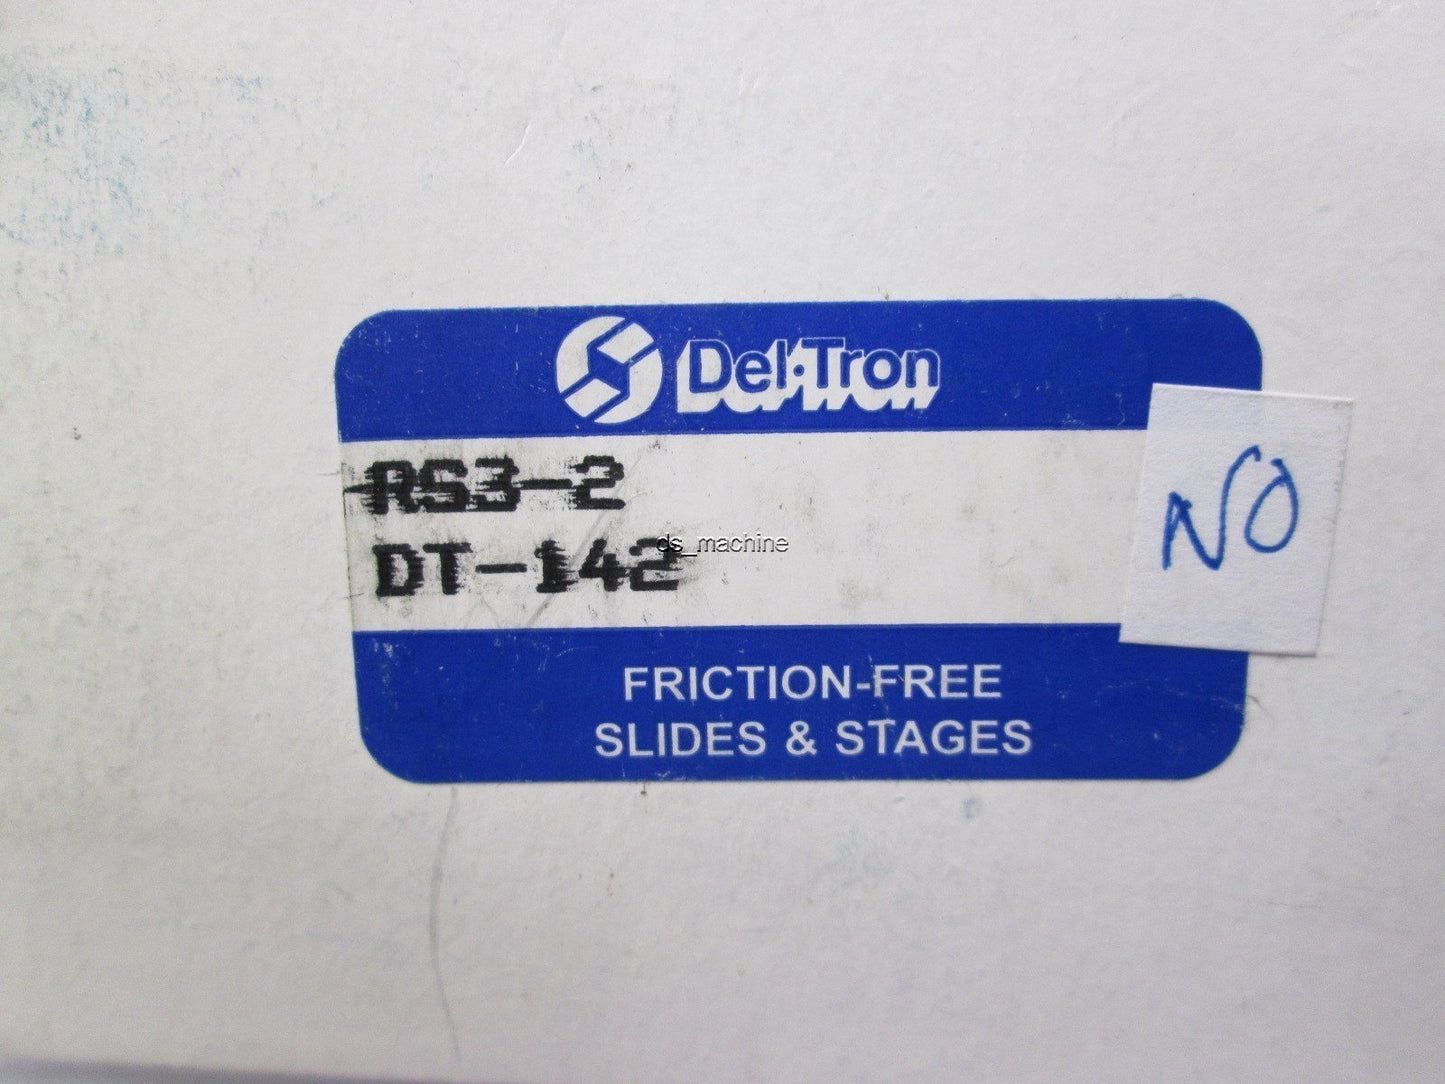 Del·Tron
RS3-2
DT-142
ds_machine
NO
FRICTION-FREE
SLIDES & STAGES